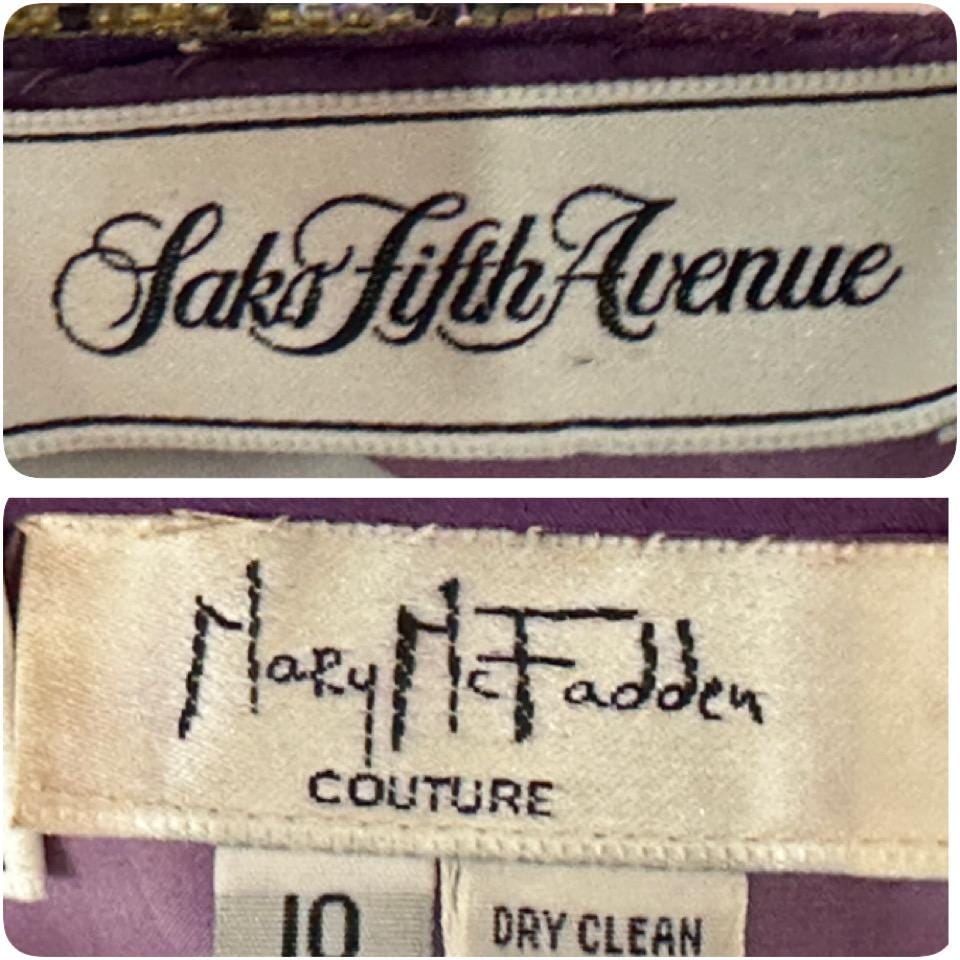 Saks Fifth Avenue
Mary McFadden
COUTURE
10
DRY CLEAN